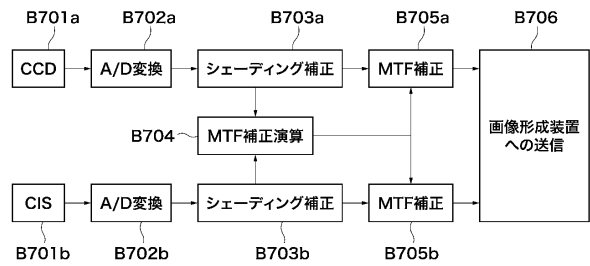 B701a
B702a
B703a
B705a
B706
CCD
A/D変換
シェーディング補正
MTF補正
B704
MTF補正演算
画像形成装置
への送信
CIS
A/D変換
シェーディング補正
MTF補正
B701b
B702b
B703b
B705b